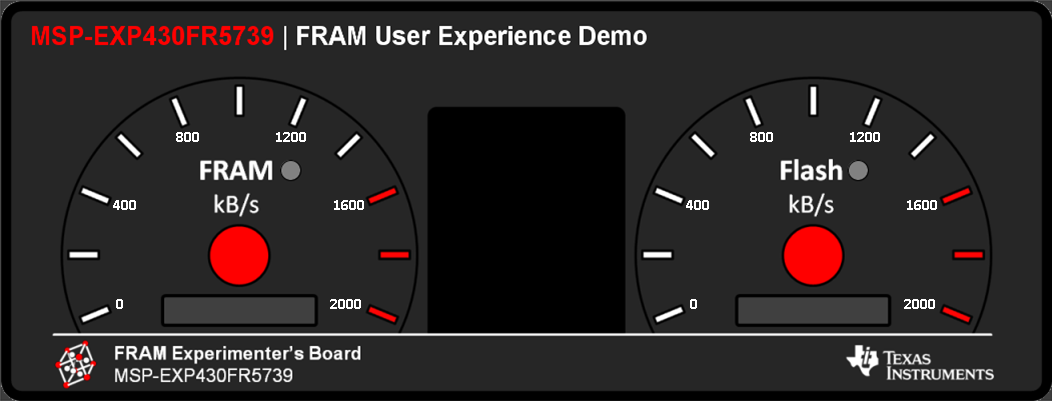 MSP-EXP430FR5739 | FRAM User Experience Demo
800 1200
FRAM
kB/s
400 1600
0 2000
800 1200
Flash
kB/s
400 1600
0 2000
FRAM Experimenter's Board
MSP-EXP430FR5739
TEXAS
INSTRUMENTS